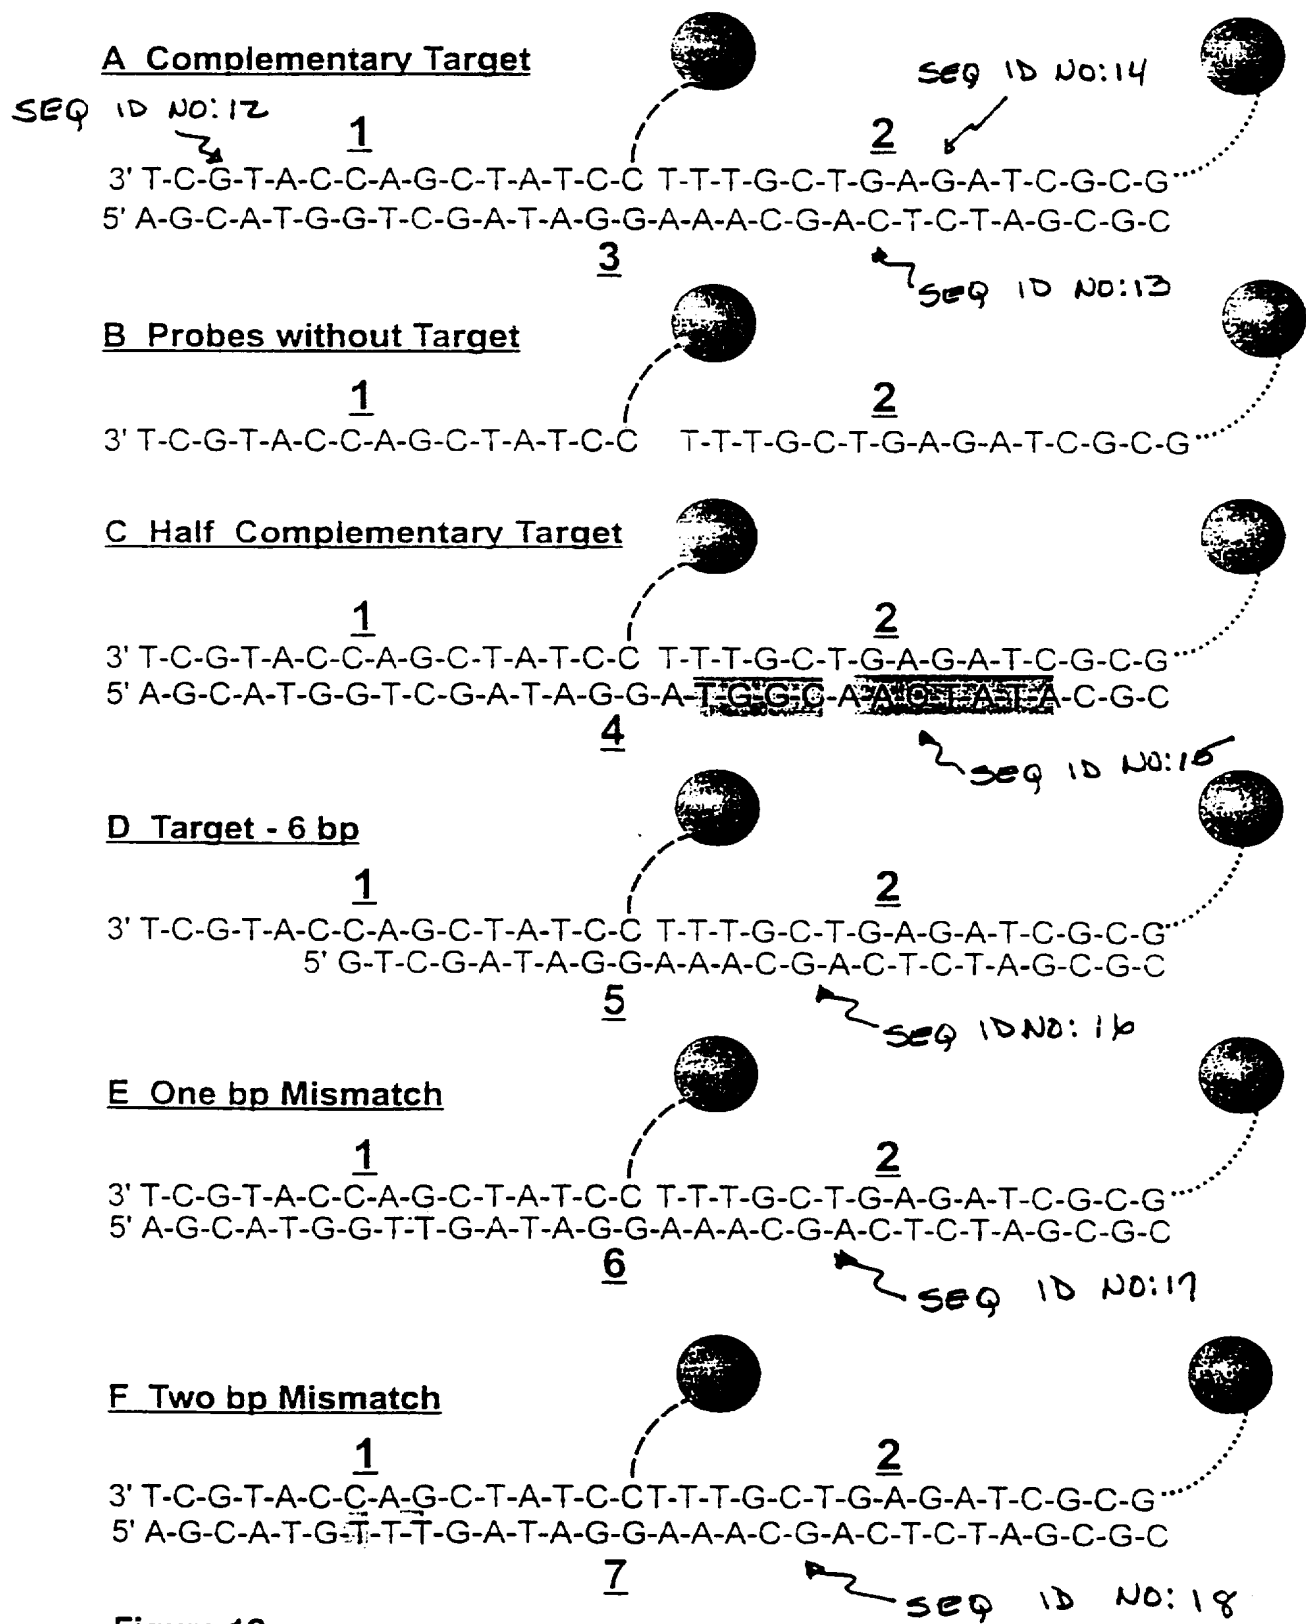 A Complementary Target
SEQ ID NO:14
SEQ ID NO:12
1 2
3' T-C-G-T-A-C-C-A-G-C-T-A-T-C-C T-T-T-G-C-T-G-A-G-A-T-C-G-C-G
5' A-G-C-A-T-G-G-T-C-G-A-T-A-G-G-A-A-A-C-G-A-C-T-C-T-A-G-C-G-C
3
SEQ ID NO:13
B Probes without Target
1 2
3' T-C-G-T-A-C-C-A-G-C-T-A-T-C-C T-T-T-G-C-T-G-A-G-A-T-C-G-C-G
C Half Complementary Target
1 2
3' T-C-G-T-A-C-C-A-G-C-T-A-T-C-C T-T-T-G-C-T-G-A-G-A-T-C-G-C-G
5' A-G-C-A-T-G-G-T-C-G-A-T-A-G-G-A-T-G-G-C-A-A-C-T-A-T-A-C-G-C
4
SEQ ID NO:15
D Target - 6 bp
1 2
3' T-C-G-T-A-C-C-A-G-C-T-A-T-C-C T-T-T-G-C-T-G-A-G-A-T-C-G-C-G
5' G-T-C-G-A-T-A-G-G-A-A-A-C-G-A-C-T-C-T-A-G-C-G-C
5
SEQ ID NO:16
E One bp Mismatch
1 2
3' T-C-G-T-A-C-C-A-G-C-T-A-T-C-C T-T-T-G-C-T-G-A-G-A-T-C-G-C-G
5' A-G-C-A-T-G-G-T-T-G-A-T-A-G-G-A-A-A-C-G-A-C-T-C-T-A-G-C-G-C
6
SEQ ID NO:17
F Two bp Mismatch
1 2
3' T-C-G-T-A-C-C-A-G-C-T-A-T-C-C-T-T-T-G-C-T-G-A-G-A-T-C-G-C-G
5' A-G-C-A-T-G-T-T-T-G-A-T-A-G-G-A-A-A-C-G-A-C-T-C-T-A-G-C-G-C
7
SEQ ID NO:18